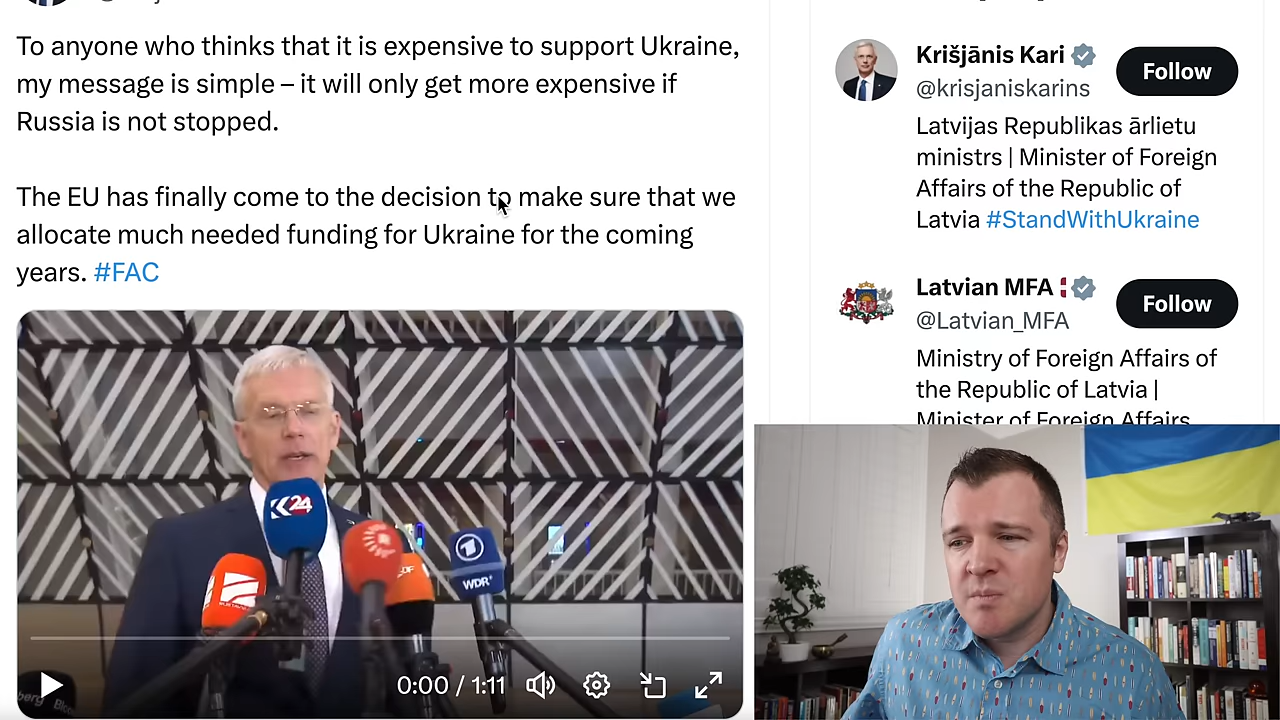 To anyone who thinks that it is expensive to support Ukraine,
my message is simple – it will only get more expensive if
Russia is not stopped.
The EU has finally come to the decision to make sure that we
allocate much needed funding for Ukraine for the coming
years. #FAC
K24
WDR
0:00 / 1:11
Krišjānis Kari
Follow
@krisjaniskarins
Latvijas Republikas ārlietu
ministrs | Minister of Foreign
Affairs of the Republic of
Latvia #StandWithUkraine
Latvian MFA
Follow
@Latvian_MFA
Ministry of Foreign Affairs of
the Republic of Latvia |
Minister of Foreign Affairs